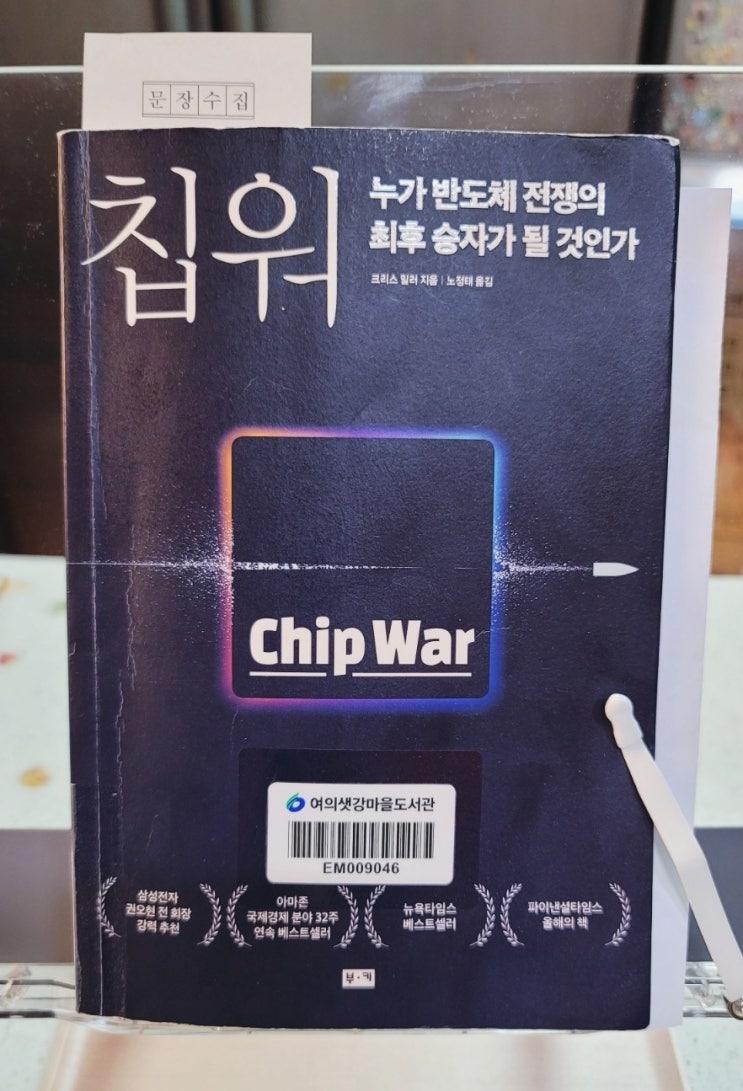 문장수집
칩워
누가 반도체 전쟁의
최후 승자가 될 것인가
크리스 밀러 지음 | 노정태 옮김
Chip War
여의샛강마을도서관
EM009046
삼성전자
권오현 전 회장
강력 추천
아마존
국제경제 분야 32주
연속 베스트셀러
뉴욕타임스
베스트셀러
파이낸셜타임스
올해의 책
부·키